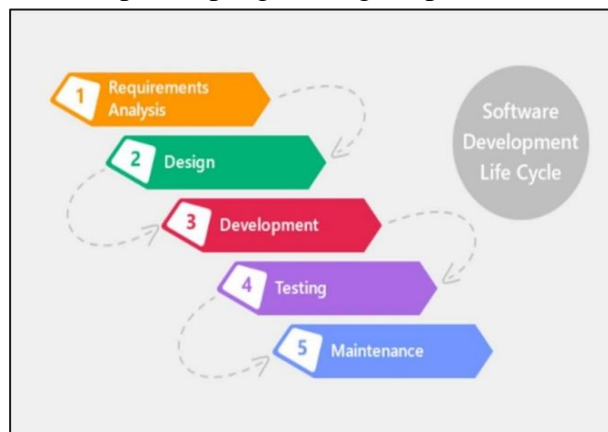 1
Requirements
Analysis
2
Design
3
Development
4
Testing
5
Maintenance
Software
Development
Life Cycle